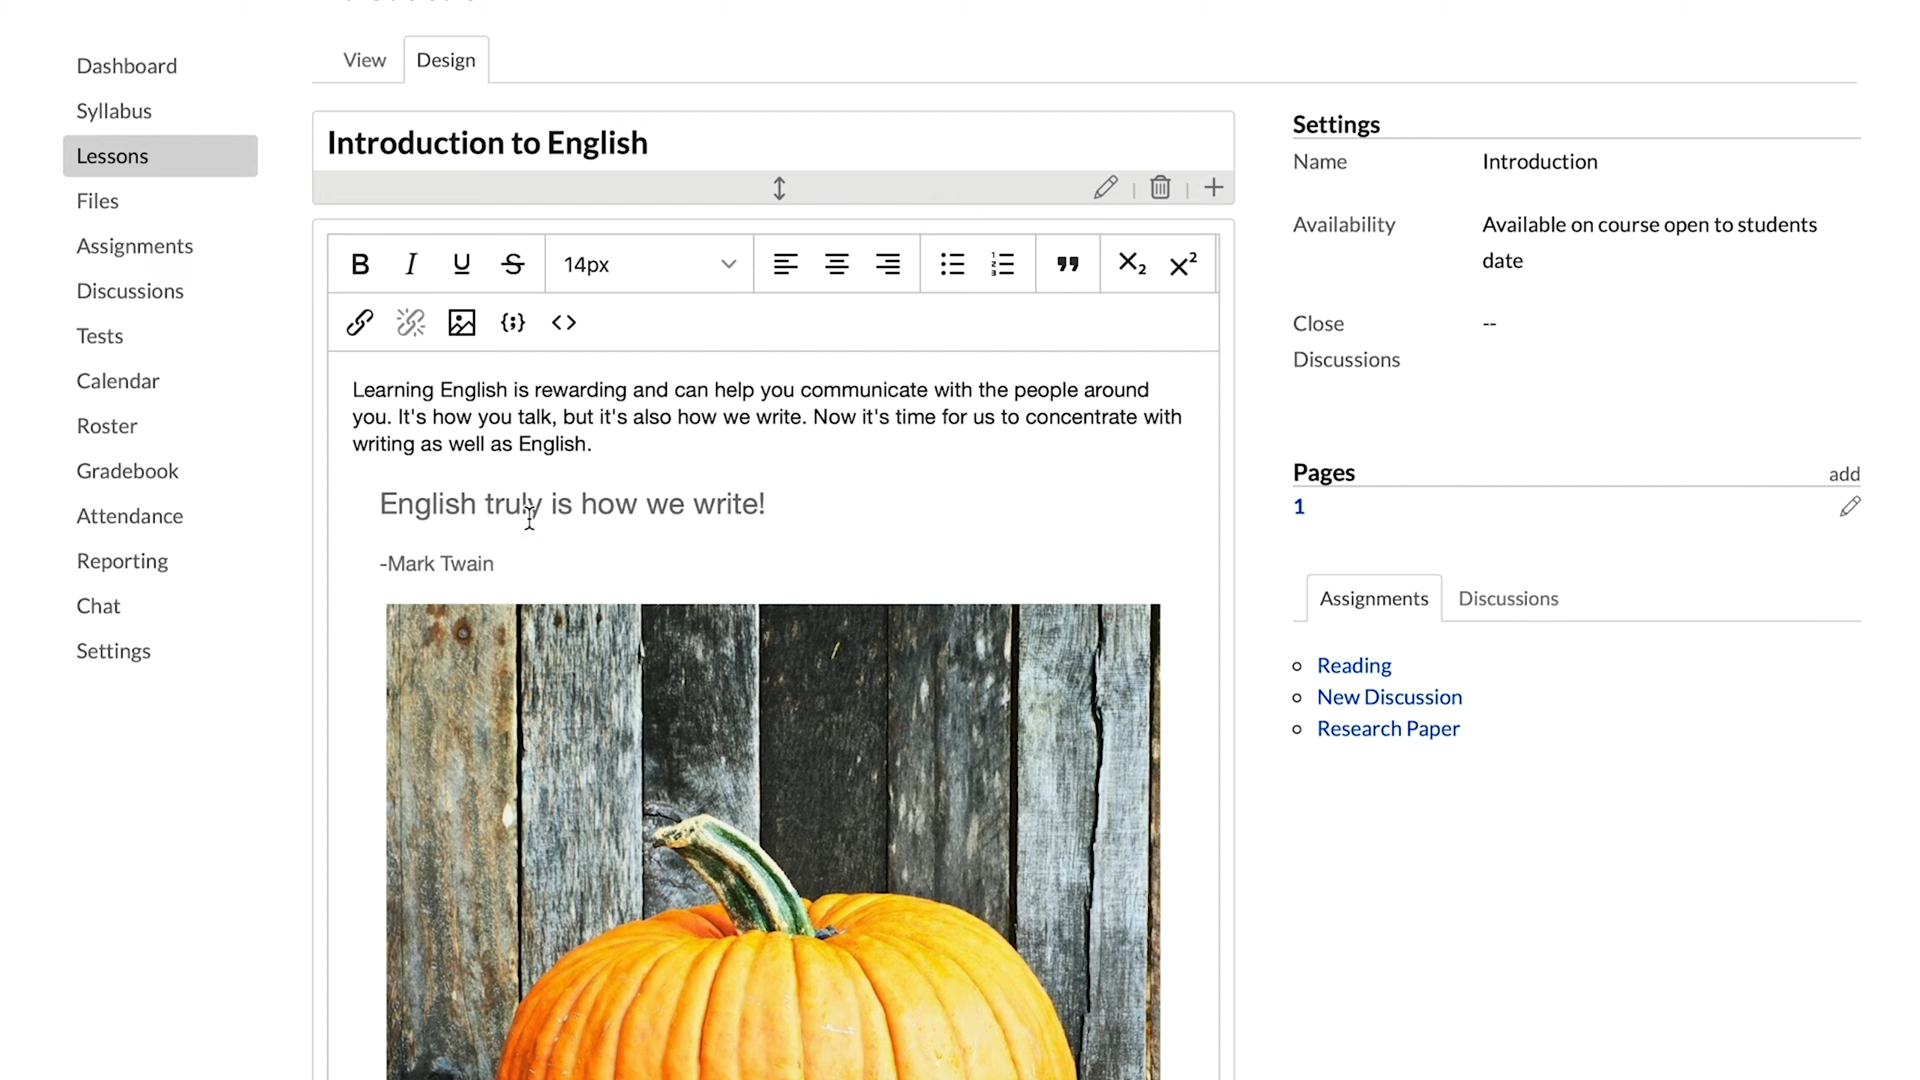 Dashboard
Syllabus
Lessons
Files
Assignments
Discussions
Tests
Calendar
Roster
Gradebook
Attendance
Reporting
Chat
Settings
View
Design
Introduction to English
B I U S 14px X₂ X²
Learning English is rewarding and can help you communicate with the people around
you. It's how you talk, but it's also how we write. Now it's time for us to concentrate with
writing as well as English.
English truly is how we write!
-Mark Twain
Settings
Name Introduction
Availability Available on course open to students
date
Close --
Discussions
Pages add
1
Assignments Discussions
Reading
New Discussion
Research Paper